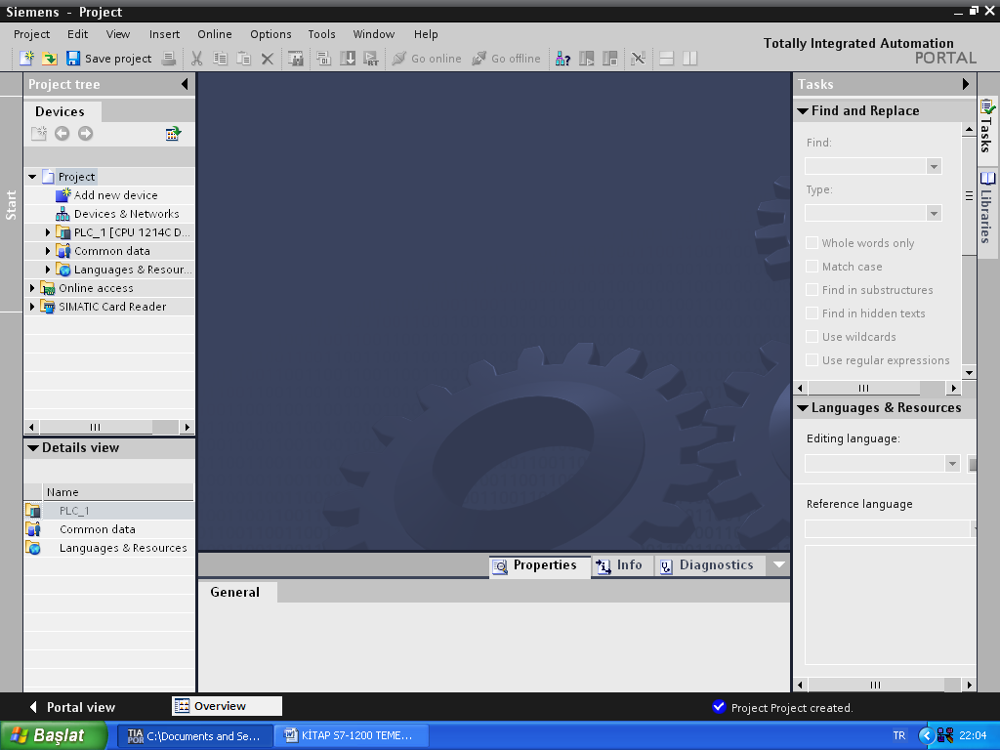 Siemens - Project
Project Edit View Insert Online Options Tools Window Help
Totally Integrated Automation
PORTAL
Save project
Go online
Go offline
Project tree
Devices
Start
Project
Add new device
Devices & Networks
PLC_1 [CPU 1214C D...
Common data
Languages & Resour...
Online access
SIMATIC Card Reader
Details view
Name
PLC_1
Common data
Languages & Resources
Properties
Info
Diagnostics
General
Tasks
Find and Replace
Find:
Type:
Whole words only
Match case
Find in substructures
Find in hidden texts
Use wildcards
Use regular expressions
Languages & Resources
Editing language:
Reference language
Tasks
Libraries
Portal view
Overview
Project Project created.
Başlat
TIA
POR
C:\Documents and Se...
KİTAP S7-1200 TEME...
TR
22:04